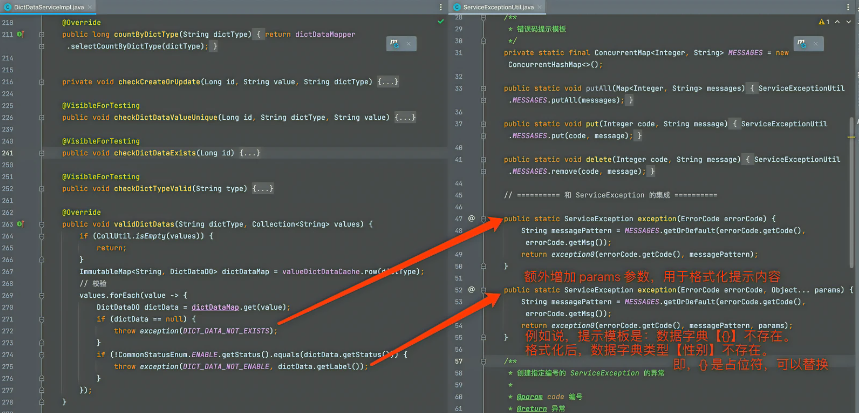 DictDataServiceImpl.java
210 @Override
211 public long countByDictType(String dictType) { return dictDataMapper
.selectCountByDictType(dictType); }
214
215
216 private void checkCreateOrUpdate(Long id, String value, String dictType) {...}
224
225 @VisibleForTesting
226 public void checkDictDataValueUnique(Long id, String dictType, String value) {...}
239
240 @VisibleForTesting
241 public void checkDictDataExists(Long id) {...}
250
251 @VisibleForTesting
252 public void checkDictTypeValid(String type) {...}
261
262 @Override
263 public void validDictDatas(String dictType, Collection<String> values) {
264 if (CollUtil.isEmpty(values)) {
265 return;
266 }
267 ImmutableMap<String, DictDataDO> dictDataMap = valueDictDataCache.row(dictType);
268 // 校验
269 values.forEach(value -> {
270 DictDataDO dictData = dictDataMap.get(value);
271 if (dictData == null) {
272 throw exception(DICT_DATA_NOT_EXISTS);
273 }
274 if (!CommonStatusEnum.ENABLE.getStatus().equals(dictData.getStatus())) {
275 throw exception(DICT_DATA_NOT_ENABLE, dictData.getLabel());
276 }
277 });
278 }
ServiceExceptionUtil.java
28 /**
29 * 错误码提示模板
30 */
31 private static final ConcurrentMap<Integer, String> MESSAGES = new
ConcurrentHashMap<>();
32
33 public static void putAll(Map<Integer, String> messages) { ServiceExceptionUtil
.MESSAGES.putAll(messages); }
36
37 public static void put(Integer code, String message) { ServiceExceptionUtil
.MESSAGES.put(code, message); }
40
41 public static void delete(Integer code, String message) { ServiceExceptionUtil
.MESSAGES.remove(code, message); }
44
45 // ========== 和 ServiceException 的集成 ==========
46
47 @ public static ServiceException exception(ErrorCode errorCode) {
48 String messagePattern = MESSAGES.getOrDefault(errorCode.getCode(),
errorCode.getMsg());
49 return exception0(errorCode.getCode(), messagePattern);
50 }
51 额外增加 params 参数，用于格式化提示内容
52 @ public static ServiceException exception(ErrorCode errorCode, Object... params) {
53 String messagePattern = MESSAGES.getOrDefault(errorCode.getCode(),
errorCode.getMsg());
54 return exception0(errorCode.getCode(), messagePattern, params);
55 } 例如说，提示模板是：数据字典【{}】不存在。
56 格式化后，数据字典类型【性别】不存在。
57 /** 即，{} 是占位符，可以替换
58 * 创建指定编号的 ServiceException 的异常
59 *
60 * @param code 编号
61 * @return 异常